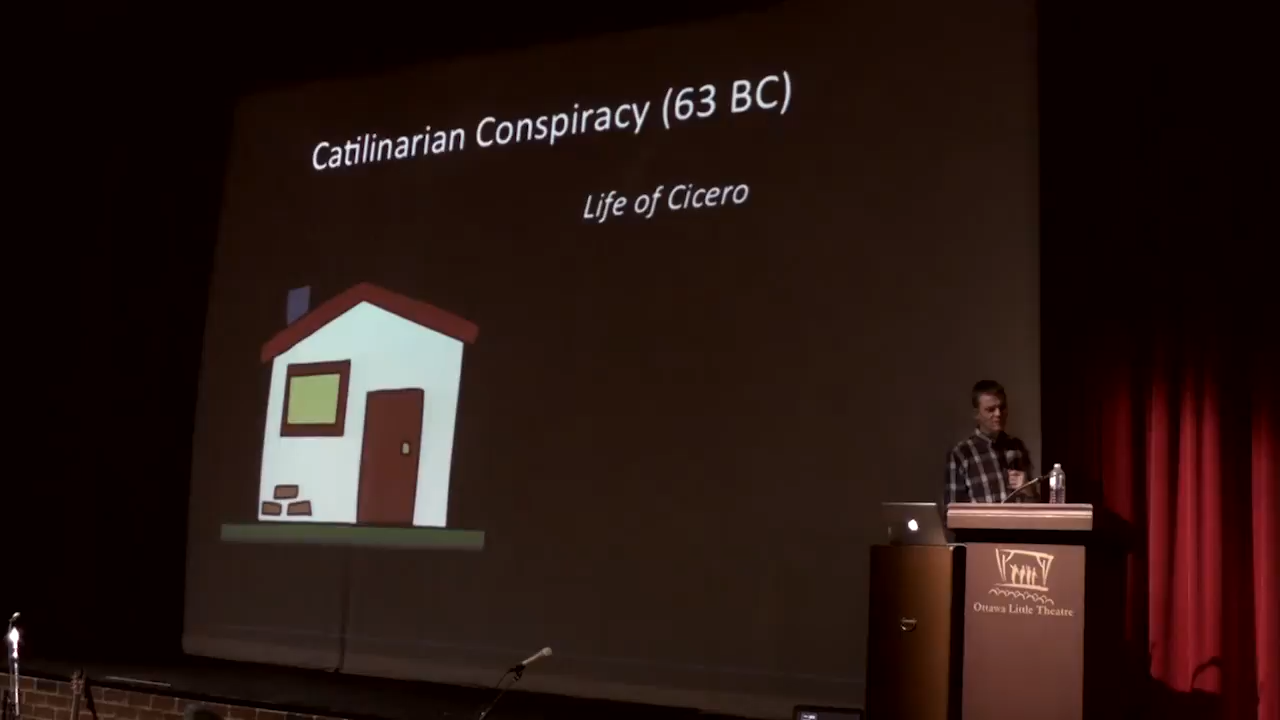 Catilinarian Conspiracy (63 BC)
Life of Cicero
Ottawa Little Theatre